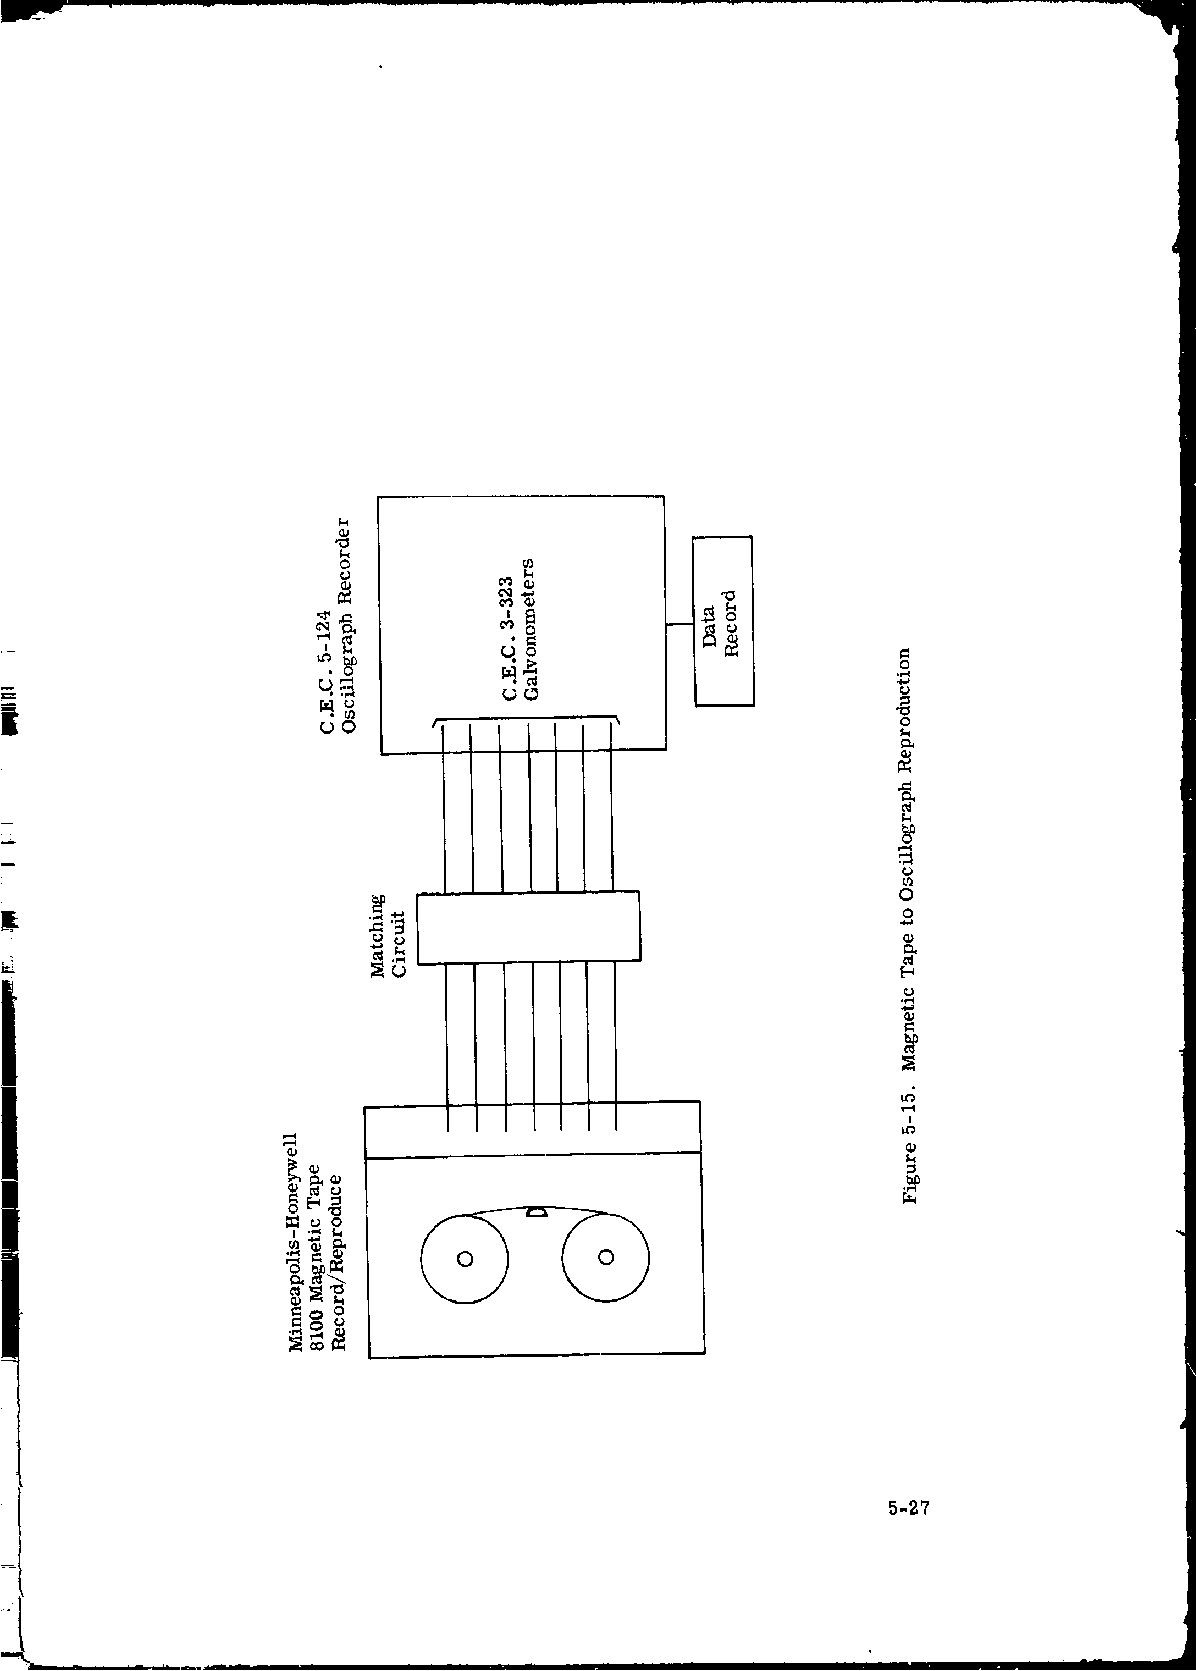 Minneapolis-Honeywell
8100 Magnetic Tape
Record/Reproduce
Matching
Circuit
C.E.C. 5-124
Oscillograph Recorder
C.E.C. 3-323
Galvonometers
Data
Record
Figure 5-15. Magnetic Tape to Oscillograph Reproduction
5-27